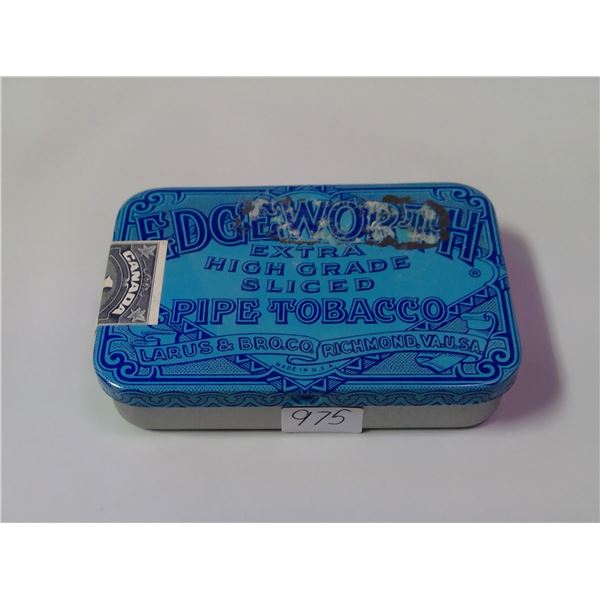 EDGEWORTH
EXTRA
HIGH GRADE
SLICED
®
PIPE TOBACCO
LARUS & BRO.CO. RICHMOND, VA. U.S.A.
MADE IN U.S.A.
CANADA
975